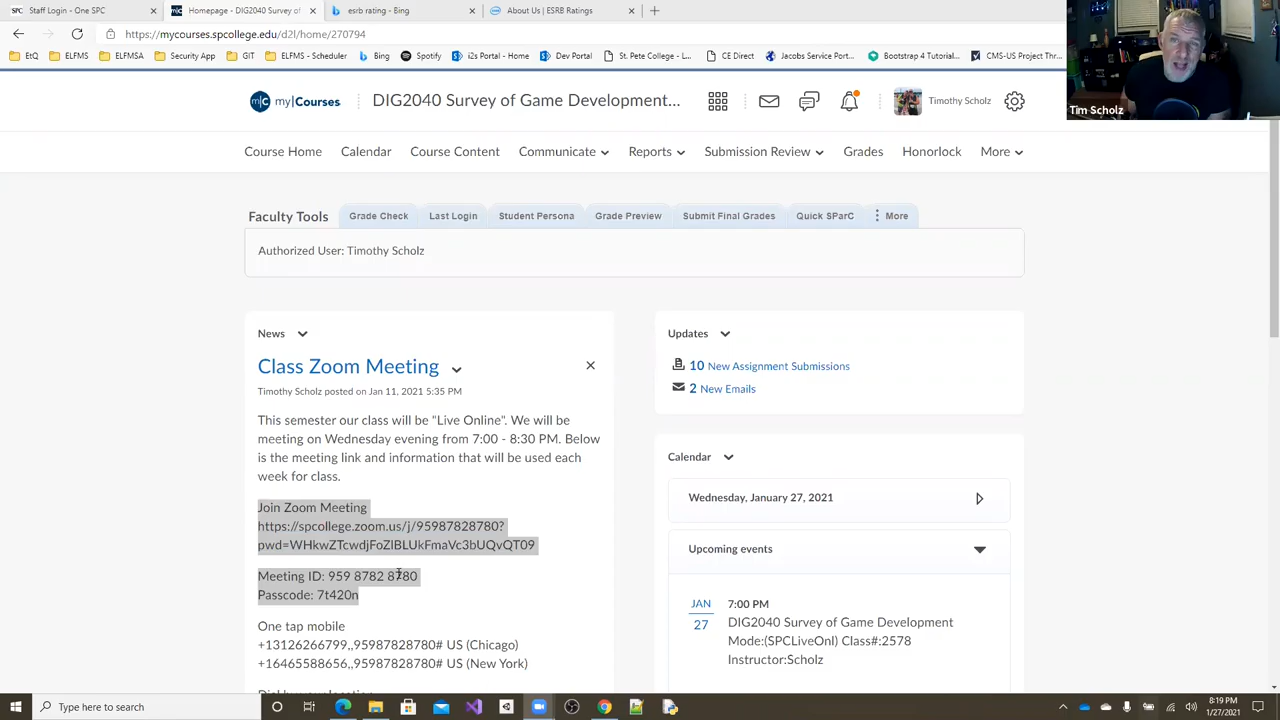 Staff Login - One SPC
Homepage - DIG2040 Survey of
esrb rating - Bing
About Us | ESRB Ratings
https://mycourses.spcollege.edu/d2l/home/270794
EtQ
ELFMS
ELFMSA
Security App
GIT
ELFMS - Scheduler
Bing
Spotify
i2s Portal - Home
Dev Portal
St. Pete College - L...
CE Direct
Jacobs Service Port...
Bootstrap 4 Tutorial...
CMS-US Project Thr...
Tim Scholz
myCourses
DIG2040 Survey of Game Development...
Timothy Scholz
Course Home
Calendar
Course Content
Communicate
Reports
Submission Review
Grades
Honorlock
More
Faculty Tools
Grade Check
Last Login
Student Persona
Grade Preview
Submit Final Grades
Quick SParC
More
Authorized User: Timothy Scholz
News
Class Zoom Meeting
Timothy Scholz posted on Jan 11, 2021 5:35 PM
This semester our class will be "Live Online". We will be
meeting on Wednesday evening from 7:00 - 8:30 PM. Below
is the meeting link and information that will be used each
week for class.
Join Zoom Meeting
https://spcollege.zoom.us/j/95987828780?
pwd=WHkwZTcwdjFoZlBLUkFmaVc3bUQvQT09
Meeting ID: 959 8782 8780
Passcode: 7t420n
One tap mobile
+13126266799,,95987828780# US (Chicago)
+16465588656,,95987828780# US (New York)
Updates
10 New Assignment Submissions
2 New Emails
Calendar
Wednesday, January 27, 2021
Upcoming events
JAN
27
7:00 PM
DIG2040 Survey of Game Development
Mode:(SPCLiveOnl) Class#:2578
Instructor:Scholz
Type here to search
8:19 PM
1/27/2021